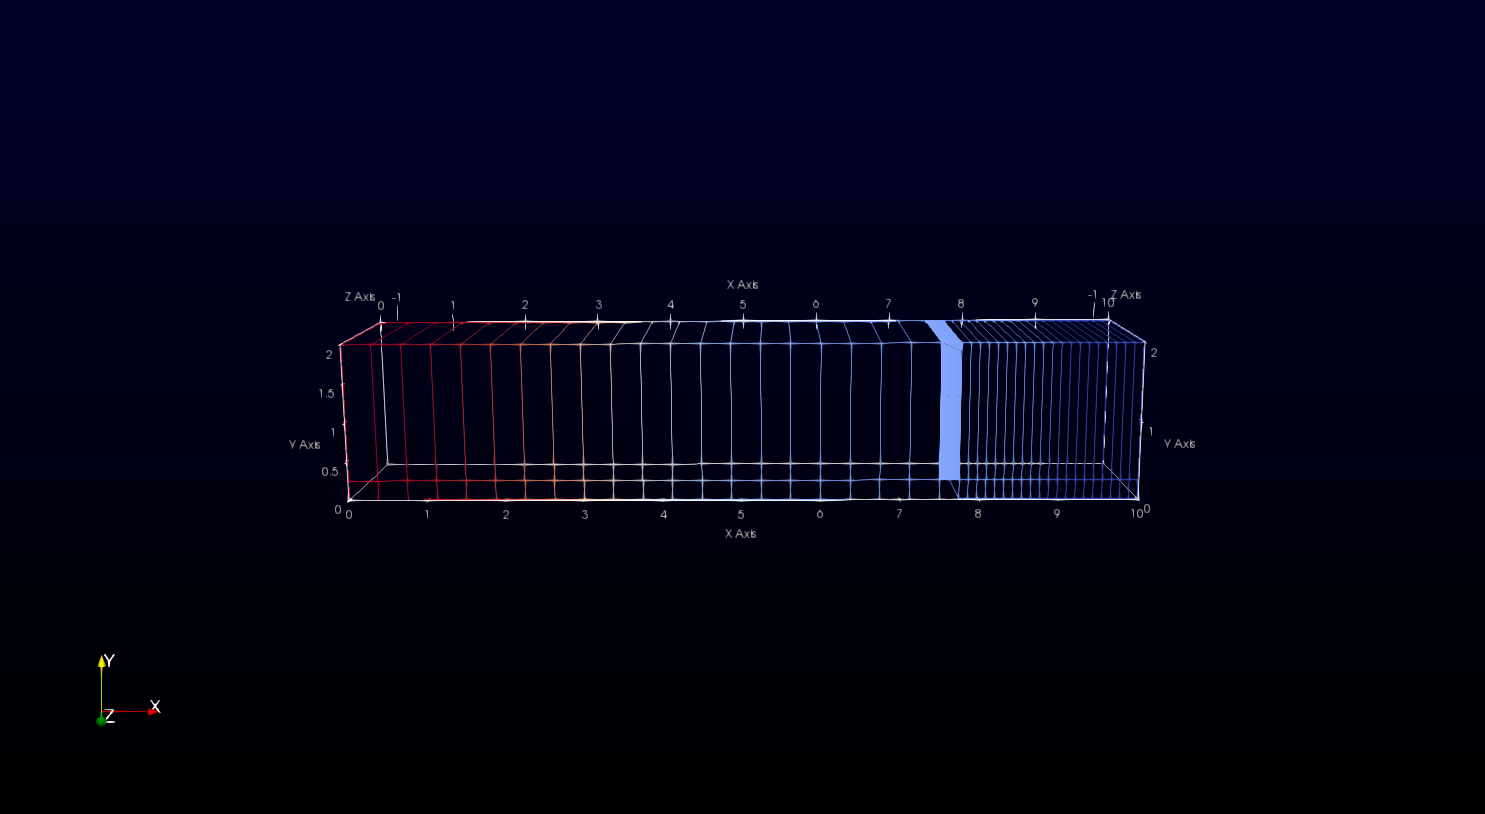 X Axis
Z Axis 0 -1 1 2 3 4 5 6 7 8 9 -1 10 Z Axis
2 2
1.5
1 1
Y Axis Y Axis
0.5
0 0
0 1 2 3 4 5 6 7 8 9 10
X Axis
Y
X
Z